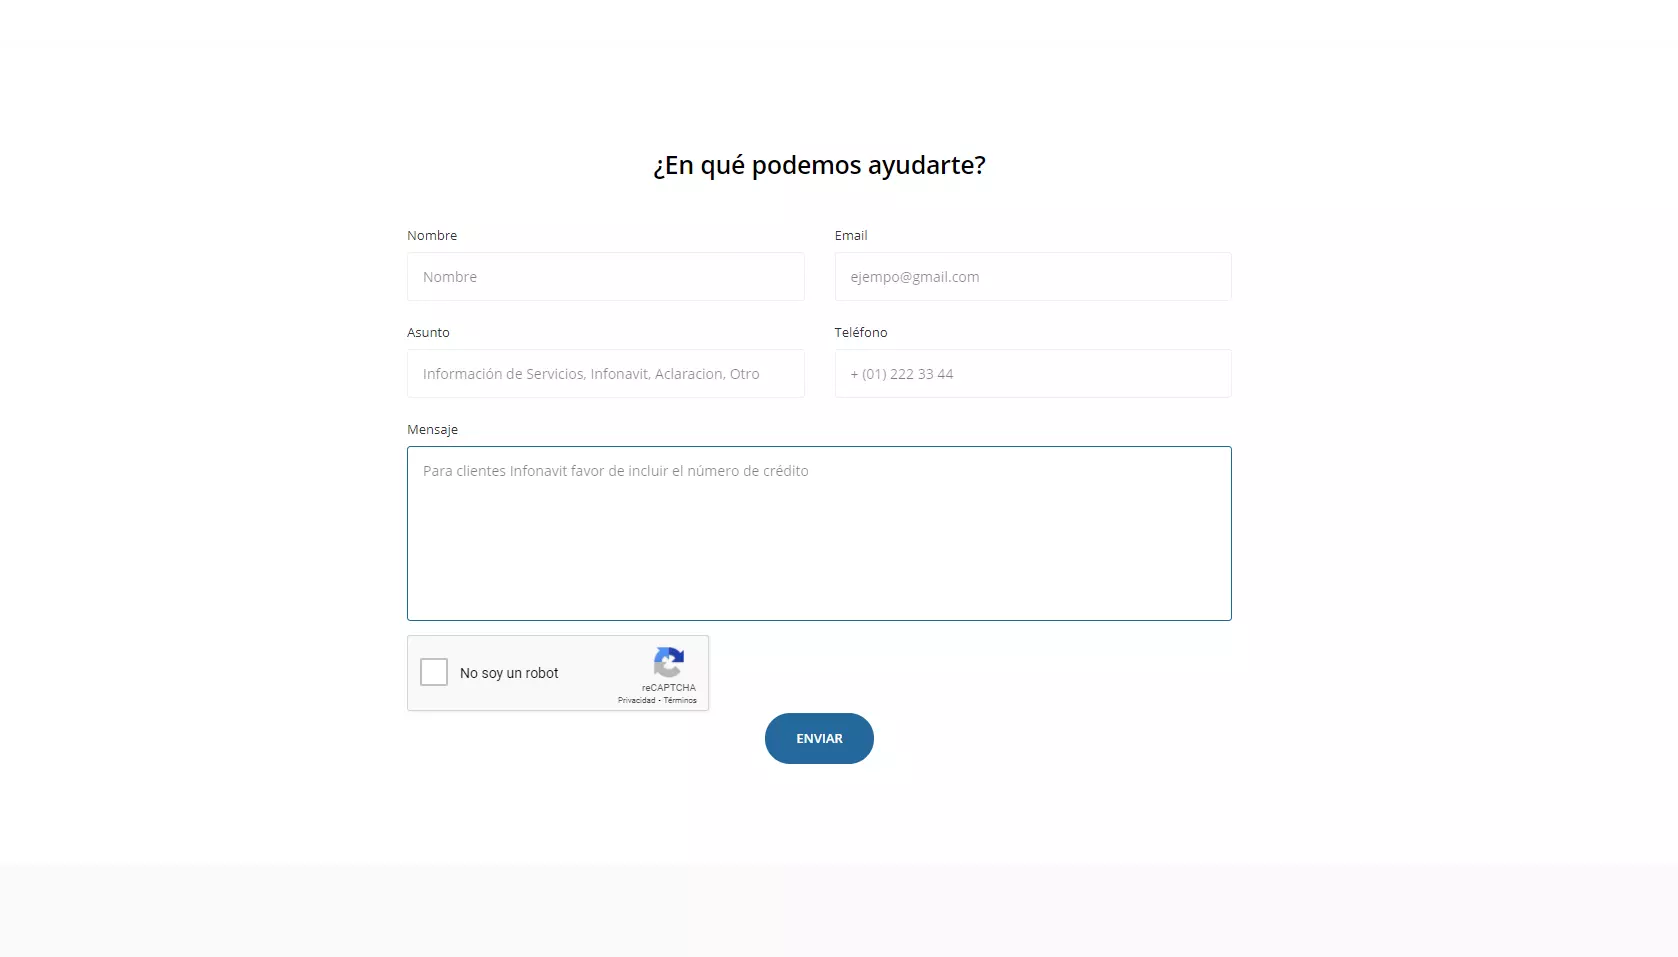 ¿En qué podemos ayudarte?
Nombre
Email
Nombre
ejempo@gmail.com
Asunto
Teléfono
Información de Servicios, Infonavit, Aclaracion, Otro
+ (01) 222 33 44
Mensaje
Para clientes Infonavit favor de incluir el número de crédito
No soy un robot
reCAPTCHA
Privacidad - Términos
ENVIAR